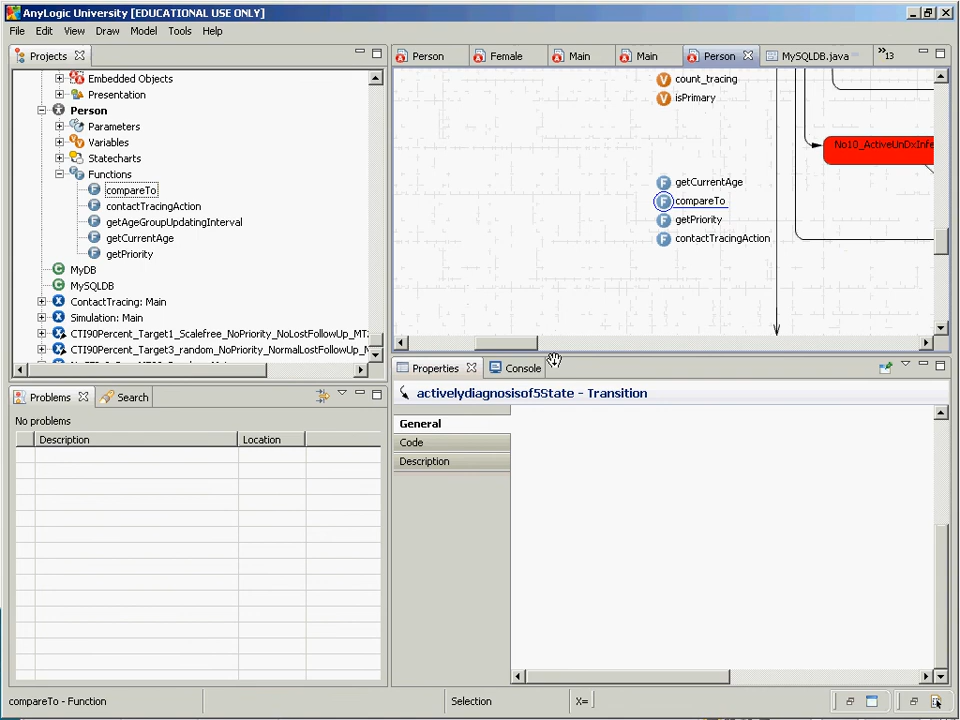 AnyLogic University [EDUCATIONAL USE ONLY]
File Edit View Draw Model Tools Help
Projects
Embedded Objects
Presentation
Person
Parameters
Variables
Statecharts
Functions
compareTo
contactTracingAction
getAgeGroupUpdatingInterval
getCurrentAge
getPriority
MyDB
MySQLDB
ContactTracing: Main
Simulation: Main
CTI90Percent_Target1_Scalefree_NoPriority_NoLostFollowUp_MT
CTI90Percent_Target3_random_NoPriority_NormalLostFollowUp_N
Person Female Main Main Person MySQLDB.java »13
count_tracing
isPrimary
No10_ActiveUnDxInfe
getCurrentAge
compareTo
getPriority
contactTracingAction
Problems Search
No problems
Description Location
Properties Console
activelydiagnosisof5State - Transition
General
Code
Description
compareTo - Function Selection X=